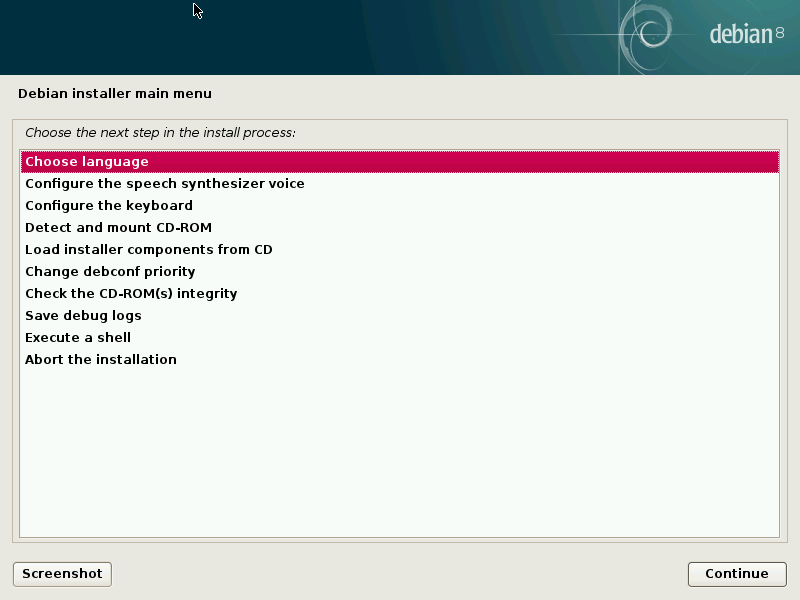 debian 8
Debian installer main menu
Choose the next step in the install process:
Choose language
Configure the speech synthesizer voice
Configure the keyboard
Detect and mount CD-ROM
Load installer components from CD
Change debconf priority
Check the CD-ROM(s) integrity
Save debug logs
Execute a shell
Abort the installation
Screenshot
Continue